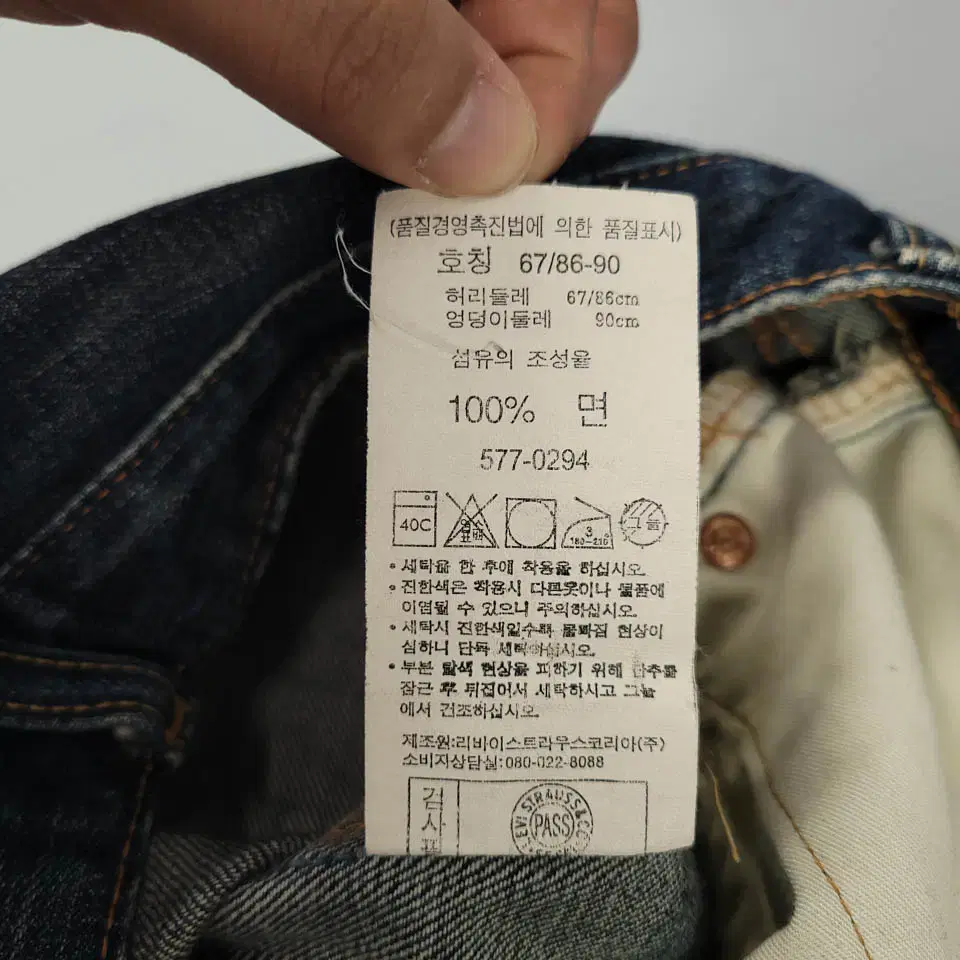 (품질경영촉진법에 의한 품질표시)
호칭 67/86-90
허리둘레 67/86cm
엉덩이둘레 90cm
섬유의 조성율
100% 면
577-0294
40C
염소 표백
3
180-210
그늘
• 세탁을 한 후에 착용을 하십시오.
• 진한색은 착용시 다른옷이나 물품에
이염될 수 있으니 주의하십시오.
• 세탁시 진한색일수록 물빠짐 현상이
심하니 단독 세탁하십시오.
• 부분 탈색 현상을 피하기 위해 단추를
잠근 후 뒤집어서 세탁하시고 그늘
에서 건조하십시오.
제조원:리바이스트라우스코리아(주)
소비자상담실:080-022-8088
검사표
LEVI STRAUSS & CO
PASS